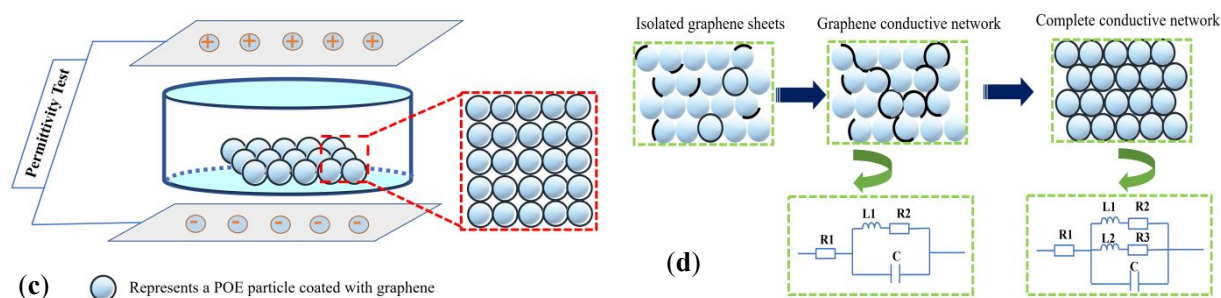 Permittivity Test
+ + + + +
- - - - -
(c)
Represents a POE particle coated with graphene
Isolated graphene sheets
Graphene conductive network
Complete conductive network
L1
R2
R1
C
(d)
L1
R2
R1
L2
R3
C